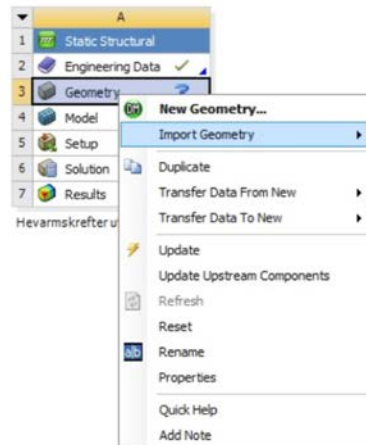 A
1 Static Structural
2 Engineering Data
3 Geometry
4 Model
5 Setup
6 Solution
7 Results
Hevarmskrefter
New Geometry...
Import Geometry
Duplicate
Transfer Data From New
Transfer Data To New
Update
Update Upstream Components
Refresh
Reset
ab Rename
Properties
Quick Help
Add Note